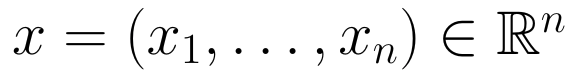 x = (x₁, . . . , xₙ) ∈ ℝⁿ